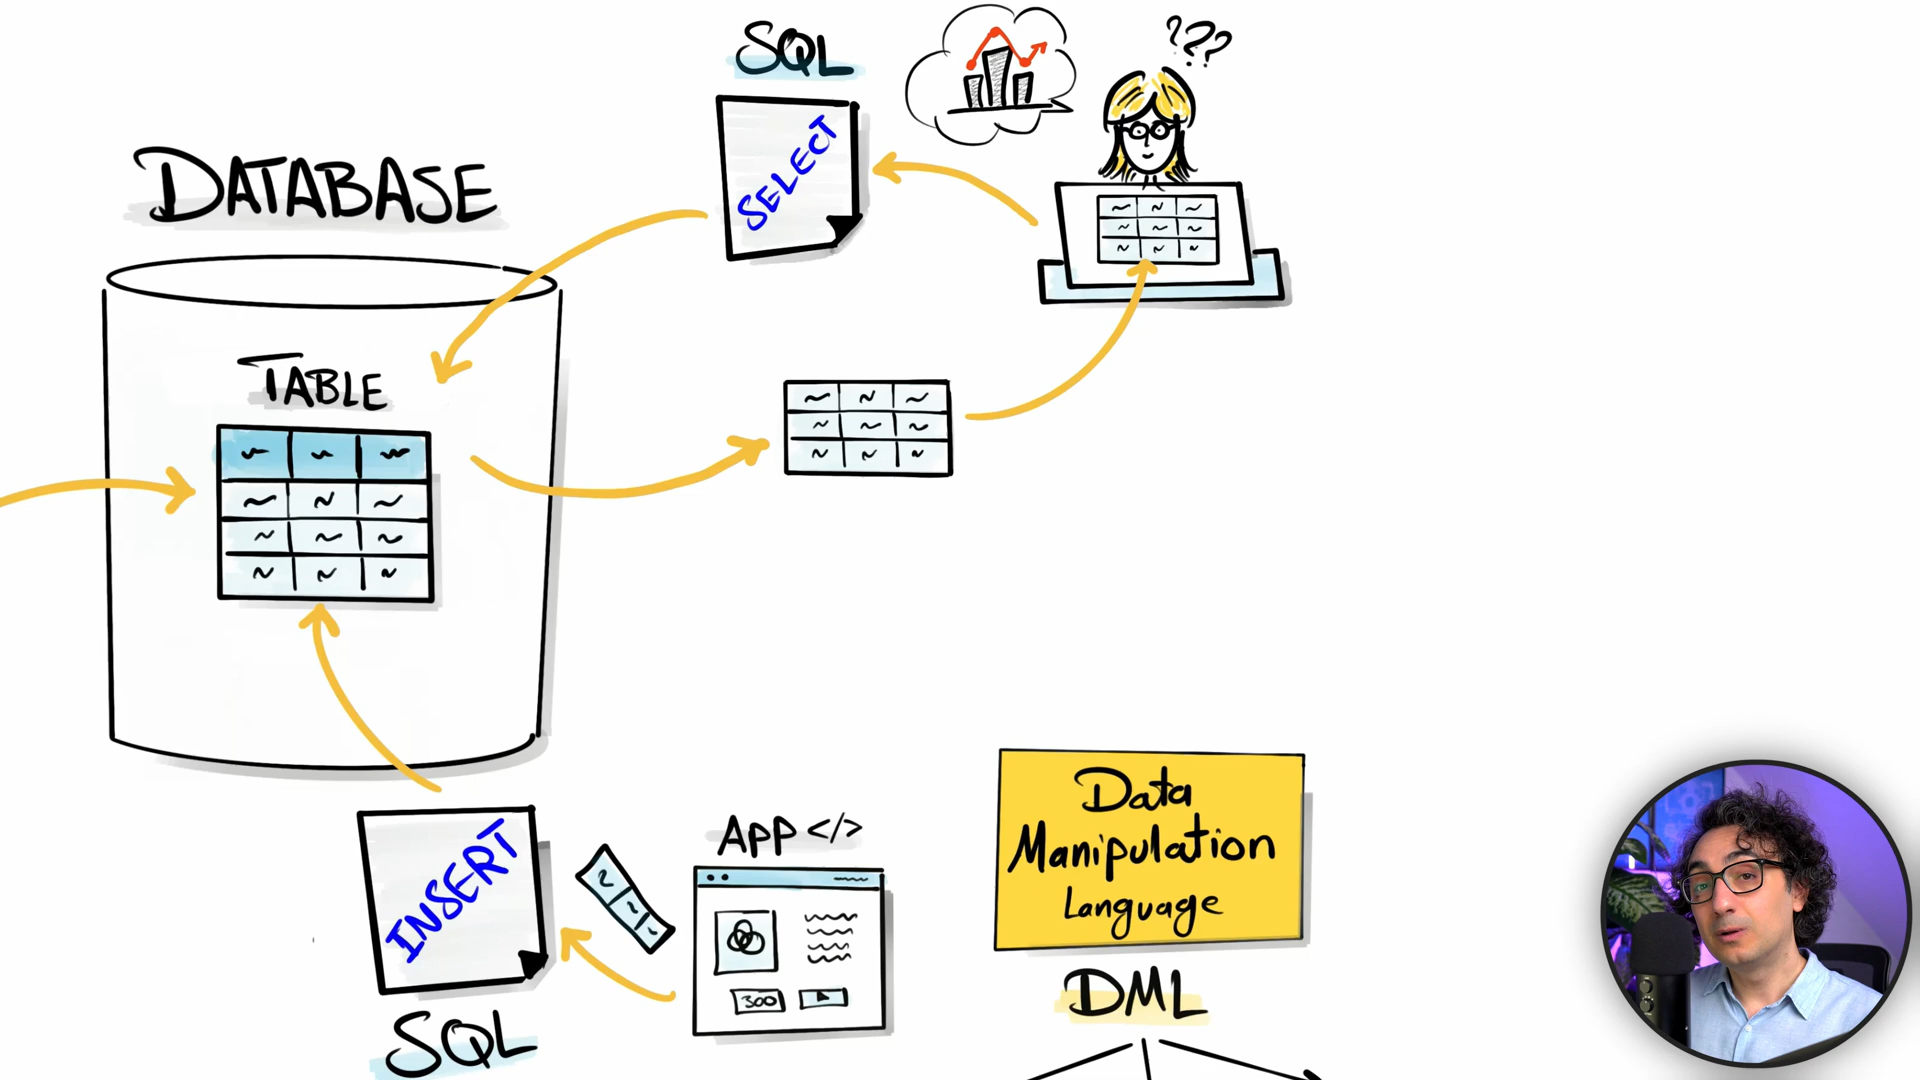 SQL
???
SELECT
DATABASE
TABLE
INSERT
SQL
APP </>
300
Data
Manipulation
Language
DML